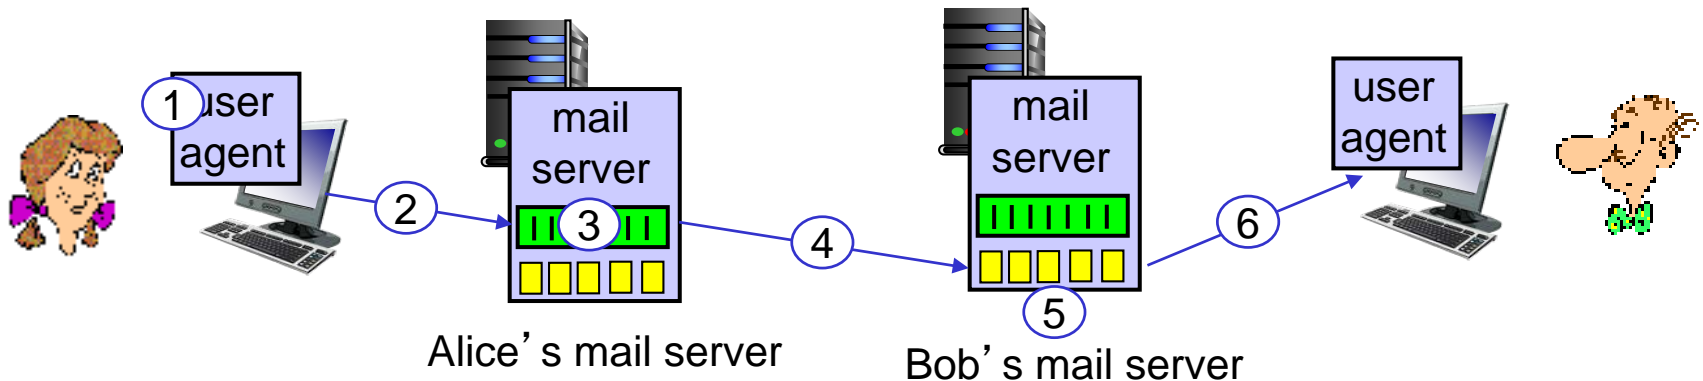 1 user
agent
2
mail
server
3
Alice’s mail server
4
mail
server
5
Bob’s mail server
6
user
agent